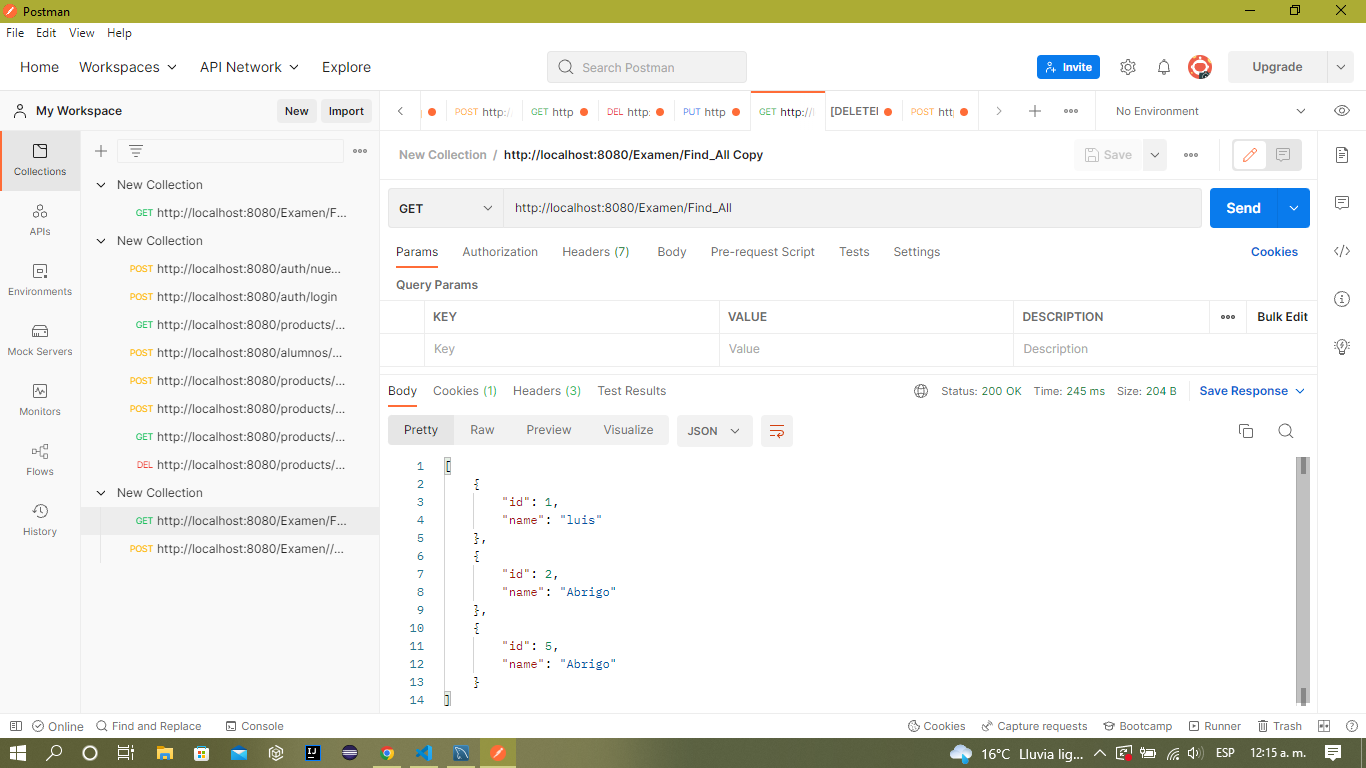 Postman
File Edit View Help
Home Workspaces API Network Explore
Search Postman
Invite
Upgrade
My Workspace
New
Import
POST http:/
GET http
DEL http:
PUT http
GET http://l
[DELETEI
POST htt
No Environment
Collections
APIs
Environments
Mock Servers
Monitors
Flows
History
New Collection
GET http://localhost:8080/Examen/F...
New Collection
POST http://localhost:8080/auth/nue...
POST http://localhost:8080/auth/login
GET http://localhost:8080/products/...
POST http://localhost:8080/alumnos/...
POST http://localhost:8080/products/...
POST http://localhost:8080/products/...
GET http://localhost:8080/products/...
DEL http://localhost:8080/products/...
New Collection
GET http://localhost:8080/Examen/F...
POST http://localhost:8080/Examen//...
New Collection / http://localhost:8080/Examen/Find_All Copy
Save
GET http://localhost:8080/Examen/Find_All
Send
Params Authorization Headers (7) Body Pre-request Script Tests Settings Cookies
Query Params
KEY VALUE DESCRIPTION Bulk Edit
Key Value Description
Body Cookies (1) Headers (3) Test Results
Status: 200 OK Time: 245 ms Size: 204 B Save Response
Pretty Raw Preview Visualize JSON
1 [
2 {
3 "id": 1,
4 "name": "luis"
5 },
6 {
7 "id": 2,
8 "name": "Abrigo"
9 },
10 {
11 "id": 5,
12 "name": "Abrigo"
13 }
14 ]
Online Find and Replace Console Cookies Capture requests Bootcamp Runner Trash
16°C Lluvia lig... ESP 12:15 a. m.